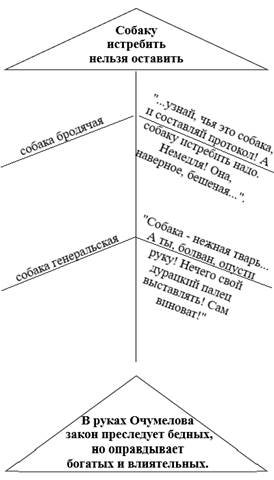 Собаку
истребить
нельзя оставить
собака бродячая
"...узнай, чья это собака,
и составляй протокол! А
собаку истребить надо.
Немедля! Она,
наверное, бешеная...".
собака генеральская
"Собака - нежная тварь...
А ты, болван, опусти
руку! Нечего свой
дурацкий палец
выставлять! Сам
виноват!"
В руках Очумелова
закон преследует бедных,
но оправдывает
богатых и влиятельных.